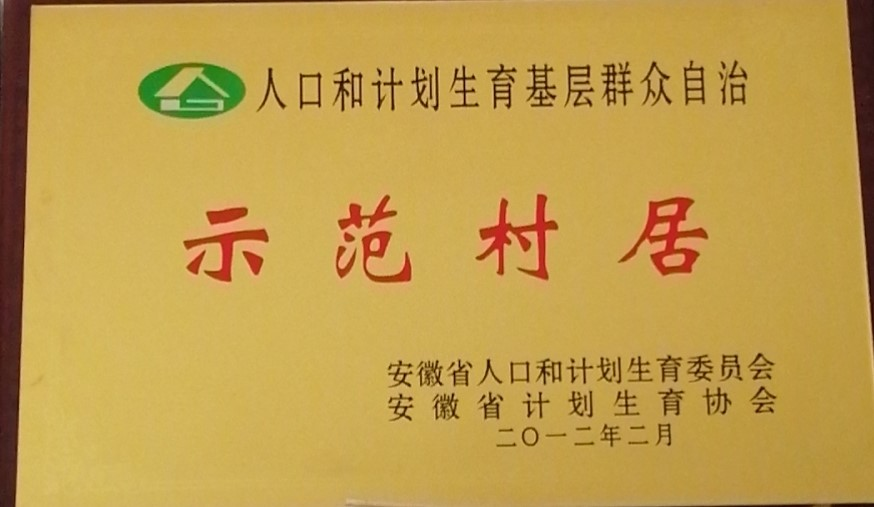 人口和计划生育基层群众自治
示范村居
安徽省人口和计划生育委员会
安徽省计划生育协会
二〇一二年二月